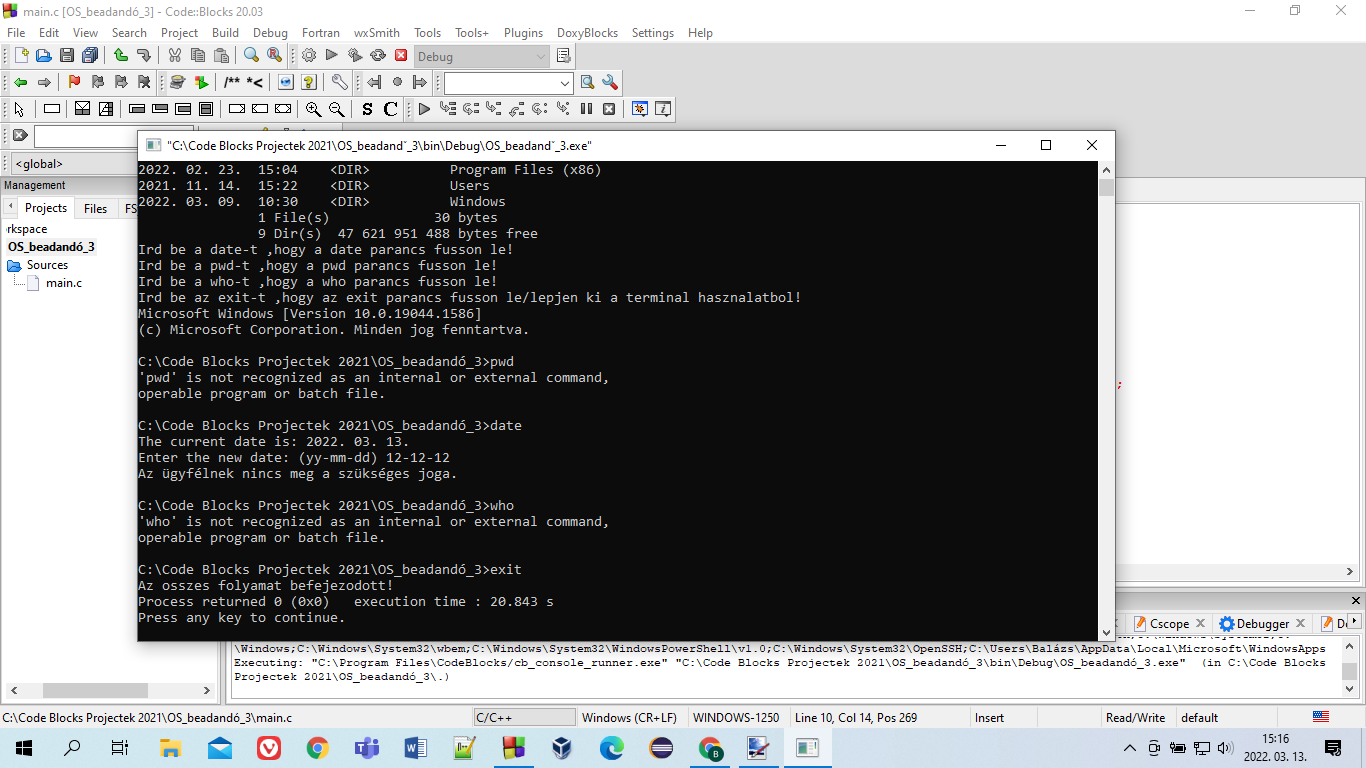 main.c [OS_beadandó_3] - Code::Blocks 20.03
File Edit View Search Project Build Debug Fortran wxSmith Tools Tools+ Plugins DoxyBlocks Settings Help
Debug
/** *<
S C
<global>
"C:\Code Blocks Projectek 2021\OS_beadand˘_3\bin\Debug\OS_beadand˘_3.exe"
Management
Projects Files FS
rkspace
OS_beadandó_3
Sources
main.c
2022. 02. 23. 15:04 <DIR> Program Files (x86)
2021. 11. 14. 15:22 <DIR> Users
2022. 03. 09. 10:30 <DIR> Windows
1 File(s) 30 bytes
9 Dir(s) 47 621 951 488 bytes free
Ird be a date-t ,hogy a date parancs fusson le!
Ird be a pwd-t ,hogy a pwd parancs fusson le!
Ird be a who-t ,hogy a who parancs fusson le!
Ird be az exit-t ,hogy az exit parancs fusson le/lepjen ki a terminal hasznalatbol!
Microsoft Windows [Version 10.0.19044.1586]
(c) Microsoft Corporation. Minden jog fenntartva.
C:\Code Blocks Projectek 2021\OS_beadandó_3>pwd
'pwd' is not recognized as an internal or external command,
operable program or batch file.
C:\Code Blocks Projectek 2021\OS_beadandó_3>date
The current date is: 2022. 03. 13.
Enter the new date: (yy-mm-dd) 12-12-12
Az ügyfélnek nincs meg a szükséges joga.
C:\Code Blocks Projectek 2021\OS_beadandó_3>who
'who' is not recognized as an internal or external command,
operable program or batch file.
C:\Code Blocks Projectek 2021\OS_beadandó_3>exit
Az osszes folyamat befejezodott!
Process returned 0 (0x0) execution time : 20.843 s
Press any key to continue.
;
Cscope Debugger
\Windows;C:\Windows\System32\wbem;C:\Windows\System32\WindowsPowerShell\v1.0;C:\Windows\System32\OpenSSH;C:\Users\Balázs\AppData\Local\Microsoft\WindowsApps
Executing: "C:\Program Files\CodeBlocks/cb_console_runner.exe" "C:\Code Blocks Projectek 2021\OS_beadandó_3\bin\Debug\OS_beadandó_3.exe" (in C:\Code Blocks
Projectek 2021\OS_beadandó_3\.)
C:\Code Blocks Projectek 2021\OS_beadandó_3\main.c C/C++ Windows (CR+LF) WINDOWS-1250 Line 10, Col 14, Pos 269 Insert Read/Write default
15:16
2022. 03. 13.